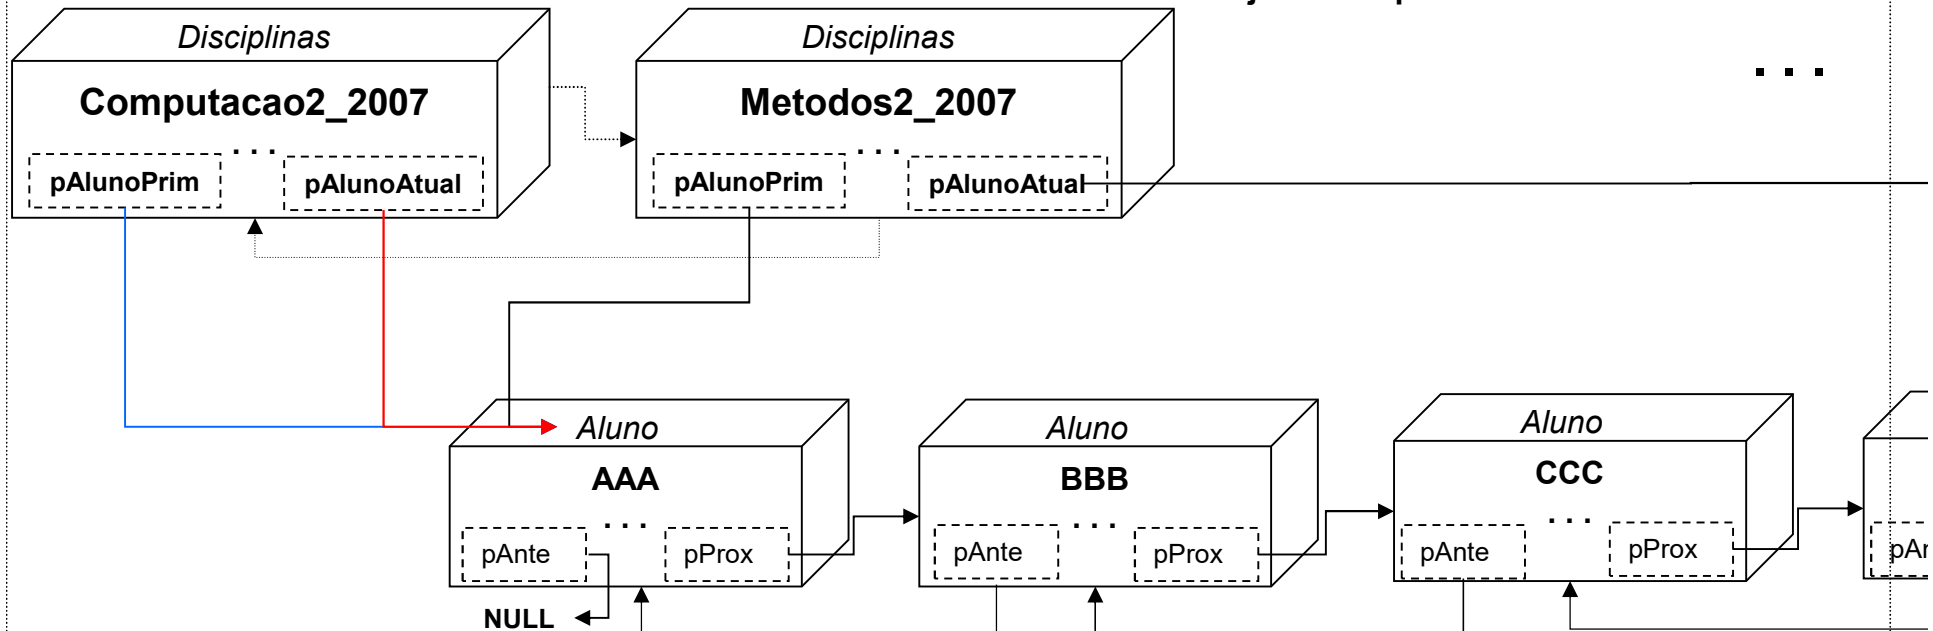 Disciplinas Disciplinas
Computacao2_2007 Metodos2_2007 ...
... ...
pAlunoPrim pAlunoAtual pAlunoPrim pAlunoAtual
Aluno Aluno Aluno
AAA BBB CCC
... ... ...
pAnte pProx pAnte pProx pAnte pProx
NULL